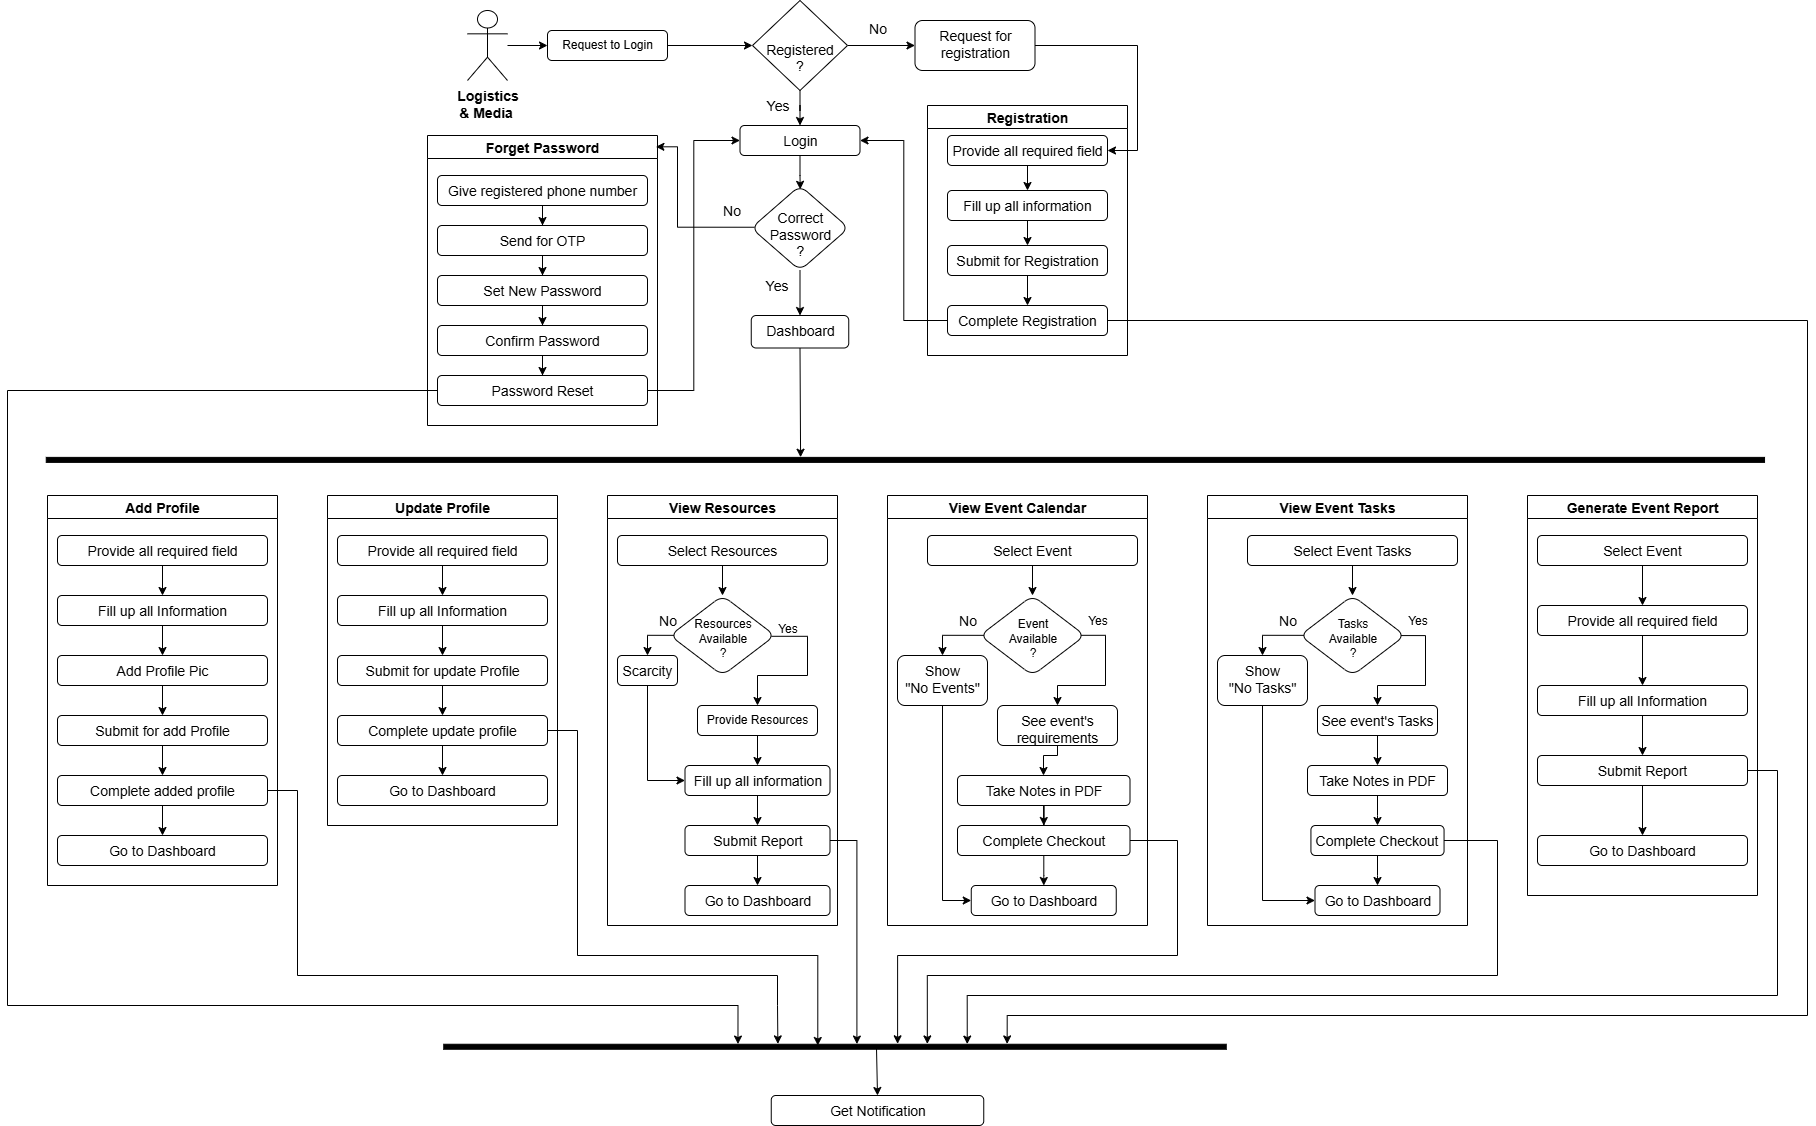 Logistics
& Media
Request to Login
Registered
?
No
Request for
registration
Yes
Login
Registration
Provide all required field
Fill up all information
Submit for Registration
Complete Registration
Forget Password
Give registered phone number
Send for OTP
Set New Password
Confirm Password
Password Reset
No
Correct
Password
?
Yes
Dashboard
Add Profile
Provide all required field
Fill up all Information
Add Profile Pic
Submit for add Profile
Complete added profile
Go to Dashboard
Update Profile
Provide all required field
Fill up all Information
Submit for update Profile
Complete update profile
Go to Dashboard
View Resources
Select Resources
No
Resources
Available
?
Yes
Scarcity
Provide Resources
Fill up all information
Submit Report
Go to Dashboard
View Event Calendar
Select Event
No
Event
Available
?
Yes
Show
"No Events"
See event's
requirements
Take Notes in PDF
Complete Checkout
Go to Dashboard
View Event Tasks
Select Event Tasks
No
Tasks
Available
?
Yes
Show
"No Tasks"
See event's Tasks
Take Notes in PDF
Complete Checkout
Go to Dashboard
Generate Event Report
Select Event
Provide all required field
Fill up all Information
Submit Report
Go to Dashboard
Get Notification